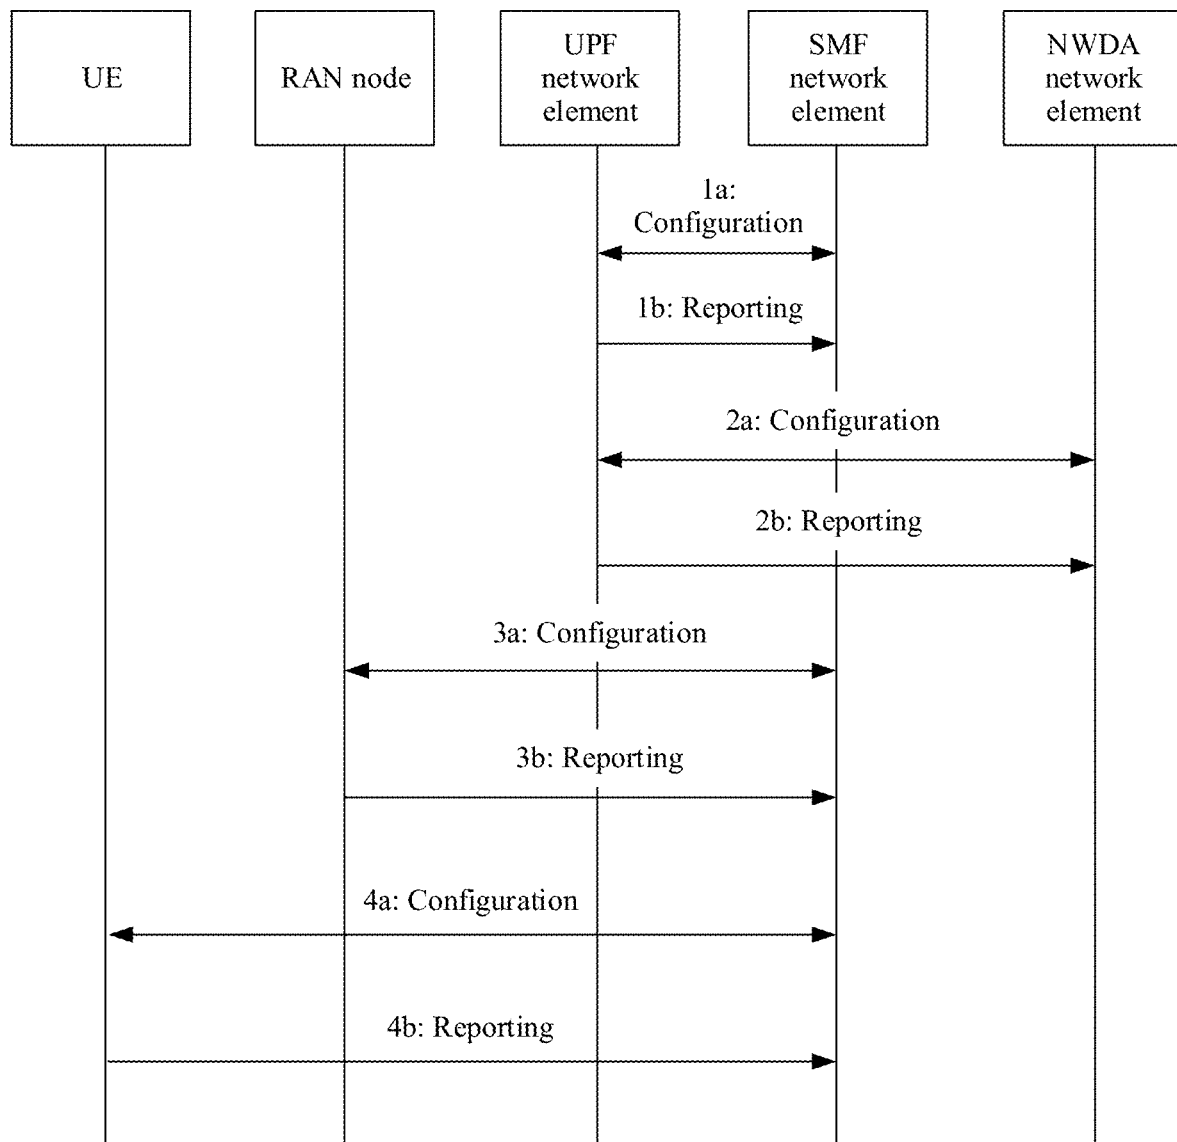 UE
RAN node
UPF
network
element
SMF
network
element
NWDA
network
element
1a:
Configuration
1b: Reporting
2a: Configuration
2b: Reporting
3a: Configuration
3b: Reporting
4a: Configuration
4b: Reporting